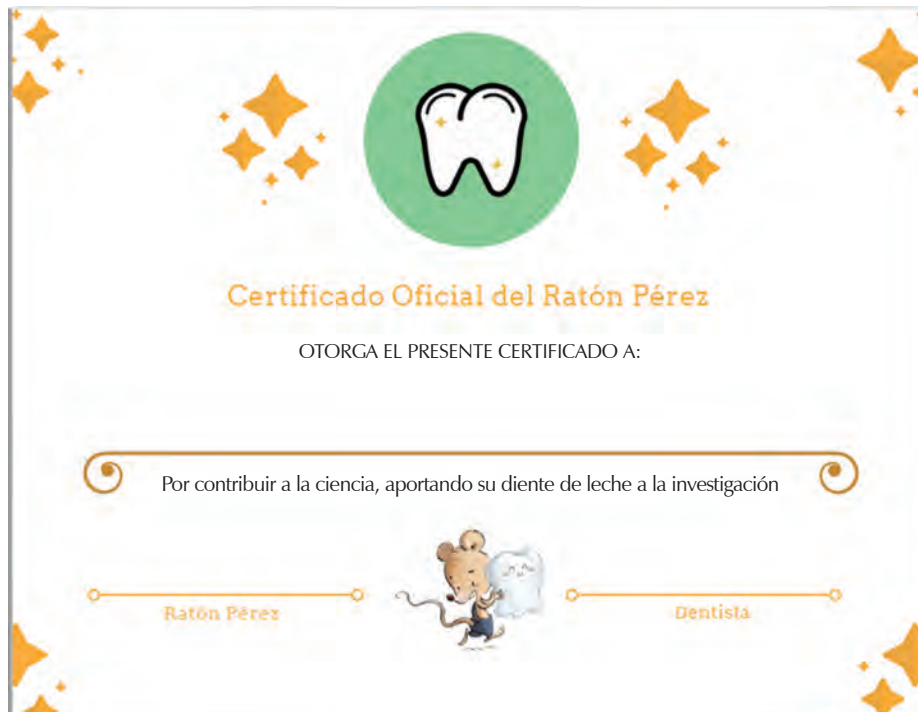 Certificado Oficial del Ratón Pérez
OTORGA EL PRESENTE CERTIFICADO A:
Por contribuir a la ciencia, aportando su diente de leche a la investigación
Ratón Pérez
Dentista